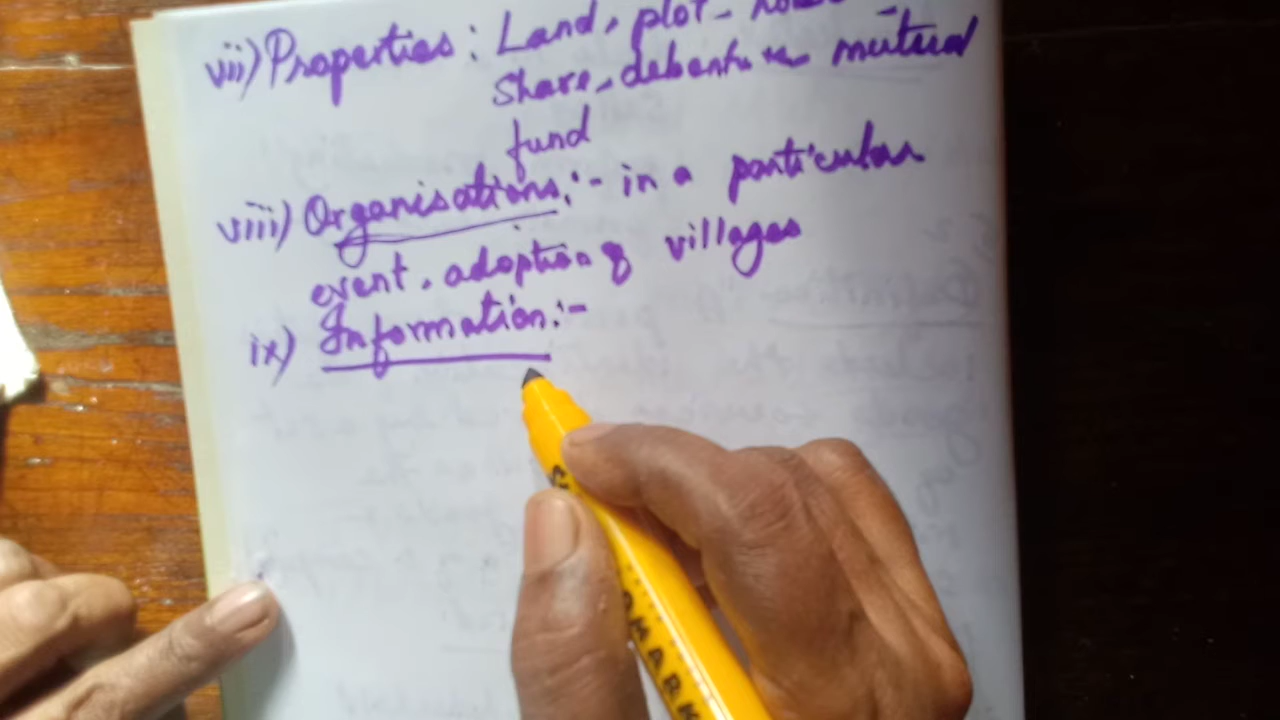 vii) Properties : Land, plot -
Share, debenture mutual
fund
viii) Organisations :- in a particular
event, adoption of villages
ix) Information :-